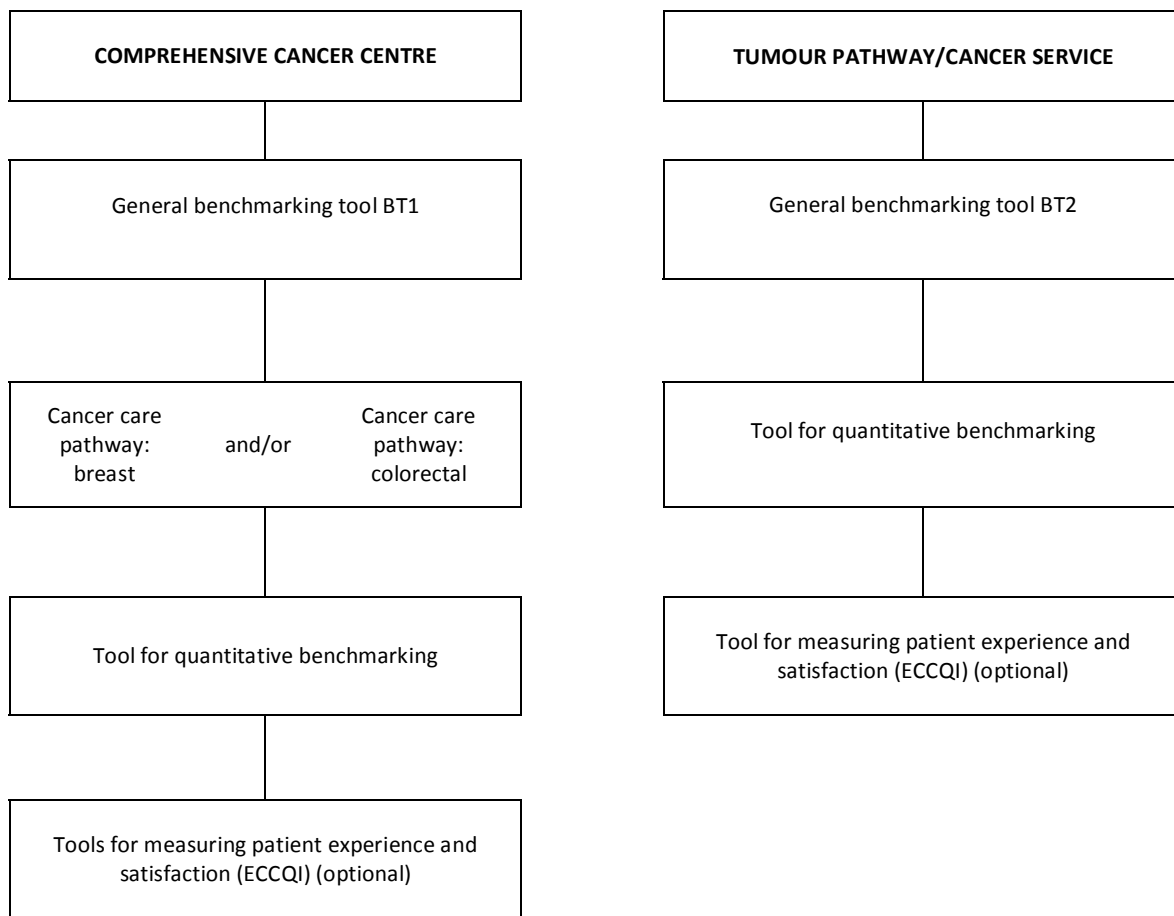 COMPREHENSIVE CANCER CENTRE
General benchmarking tool BT1
Cancer care
pathway:
breast
and/or
Cancer care
pathway:
colorectal
Tool for quantitative benchmarking
Tools for measuring patient experience and
satisfaction (ECCQI) (optional)
TUMOUR PATHWAY/CANCER SERVICE
General benchmarking tool BT2
Tool for quantitative benchmarking
Tool for measuring patient experience and
satisfaction (ECCQI) (optional)